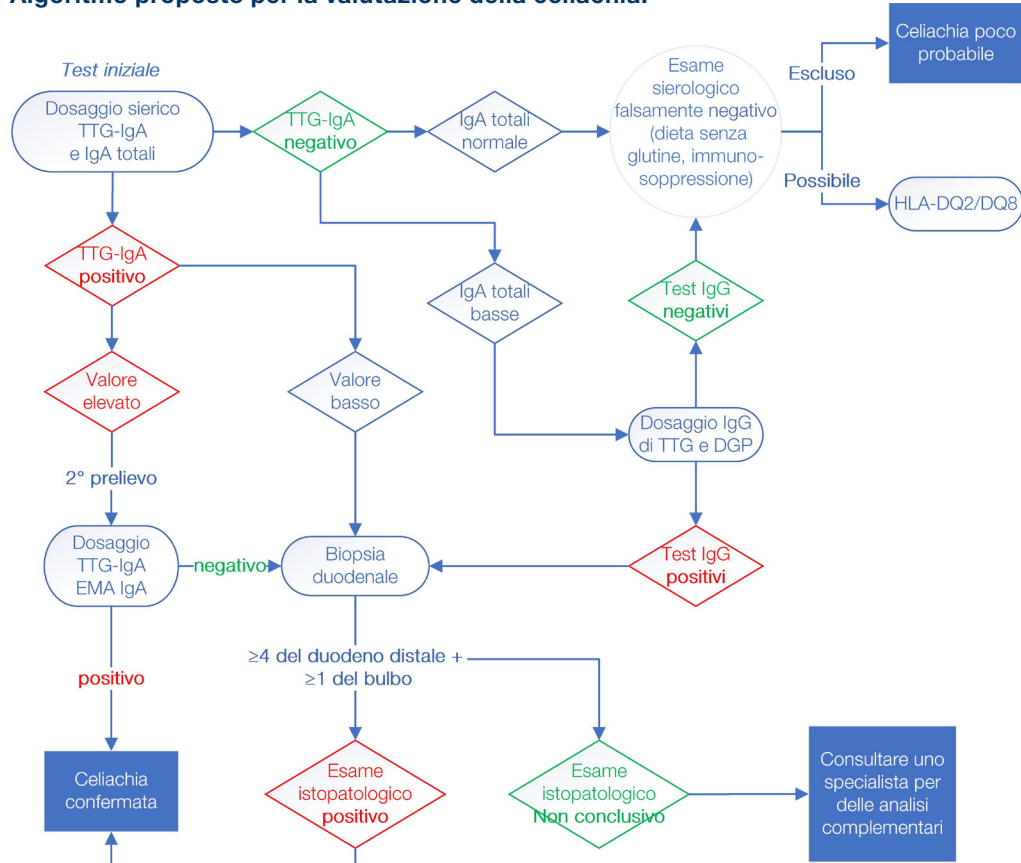 Algoritmo proposto per la valutazione della celiachia.
Test iniziale
Dosaggio sierico
TTG-IgA
e IgA totali
TTG-IgA
negativo
IgA totali
normale
Esame
sierologico
falsamente negativo
(dieta senza
glutine, immuno-
soppressione)
Escluso
Celiachia poco
probabile
Possibile
HLA-DQ2/DQ8
TTG-IgA
positivo
IgA totali
basse
Test IgG
negativi
Valore
elevato
Valore
basso
Dosaggio IgG
di TTG e DGP
2° prelievo
Dosaggio
TTG-IgA
EMA IgA
negativo
Biopsia
duodenale
Test IgG
positivi
≥4 del duodeno distale +
≥1 del bulbo
positivo
Celiachia
confermata
Esame
istopatologico
positivo
Esame
istopatologico
Non conclusivo
Consultare uno
specialista per
delle analisi
complementari